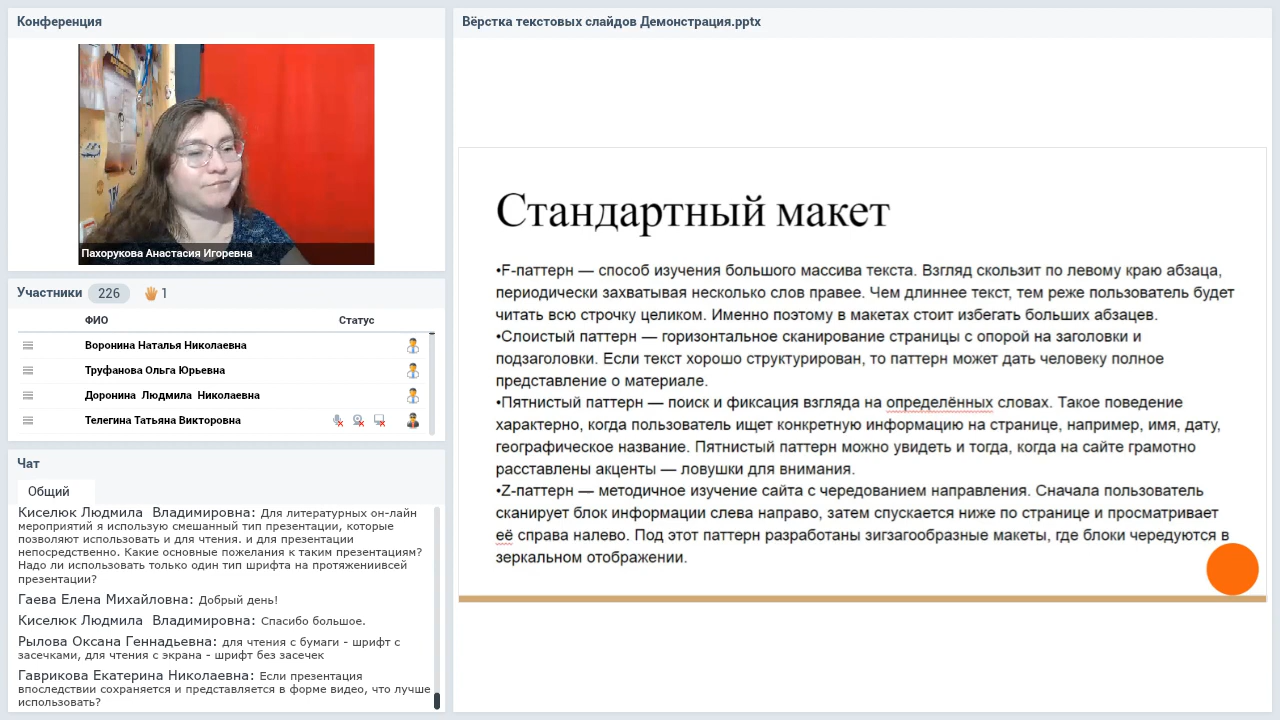 Конференция
Пахорукова Анастасия Игоревна
Участники 226 1
ФИО Статус
Воронина Наталья Николаевна
Труфанова Ольга Юрьевна
Доронина Людмила Николаевна
Телегина Татьяна Викторовна
Чат
Общий
Киселюк Людмила Владимировна: Для литературных он-лайн
мероприятий я использую смешанный тип презентации, которые
позволяют использовать и для чтения. и для презентации
непосредственно. Какие основные пожелания к таким презентациям?
Надо ли использовать только один тип шрифта на протяжениивсей
презентации?
Гаева Елена Михайловна: Добрый день!
Киселюк Людмила Владимировна: Спасибо большое.
Рылова Оксана Геннадьевна: для чтения с бумаги - шрифт с
засечками, для чтения с экрана - шрифт без засечек
Гаврикова Екатерина Николаевна: Если презентация
впоследствии сохраняется и представляется в форме видео, что лучше
использовать?
Вёрстка текстовых слайдов Демонстрация.pptx
Стандартный макет
•F-паттерн — способ изучения большого массива текста. Взгляд скользит по левому краю абзаца,
периодически захватывая несколько слов правее. Чем длиннее текст, тем реже пользователь будет
читать всю строчку целиком. Именно поэтому в макетах стоит избегать больших абзацев.
•Слоистый паттерн — горизонтальное сканирование страницы с опорой на заголовки и
подзаголовки. Если текст хорошо структурирован, то паттерн может дать человеку полное
представление о материале.
•Пятнистый паттерн — поиск и фиксация взгляда на определённых словах. Такое поведение
характерно, когда пользователь ищет конкретную информацию на странице, например, имя, дату,
географическое название. Пятнистый паттерн можно увидеть и тогда, когда на сайте грамотно
расставлены акценты — ловушки для внимания.
•Z-паттерн — методичное изучение сайта с чередованием направления. Сначала пользователь
сканирует блок информации слева направо, затем спускается ниже по странице и просматривает
её справа налево. Под этот паттерн разработаны зигзагообразные макеты, где блоки чередуются в
зеркальном отображении.